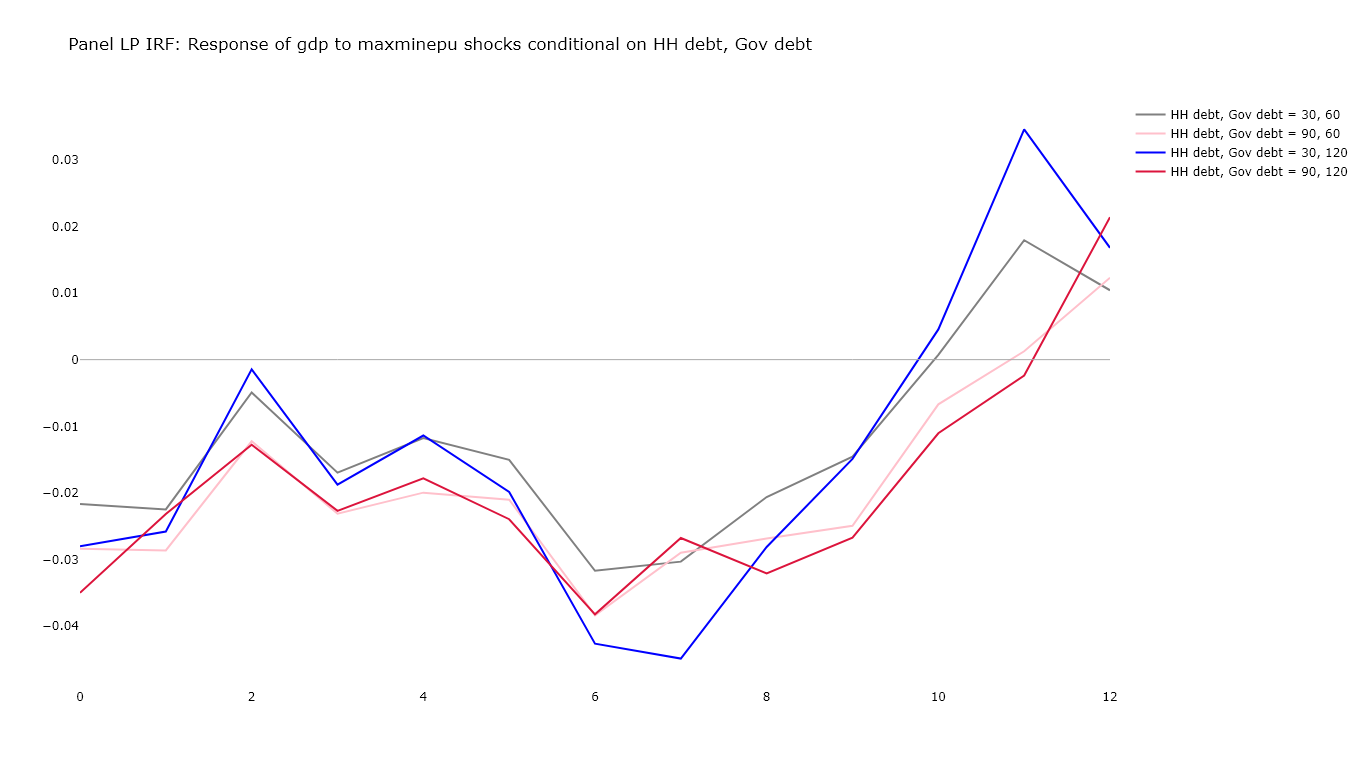 Panel LP IRF: Response of gdp to maxminepu shocks conditional on HH debt, Gov debt
HH debt, Gov debt = 30, 60
HH debt, Gov debt = 90, 60
HH debt, Gov debt = 30, 120
HH debt, Gov debt = 90, 120
0.03
0.02
0.01
0
−0.01
−0.02
−0.03
−0.04
0 2 4 6 8 10 12